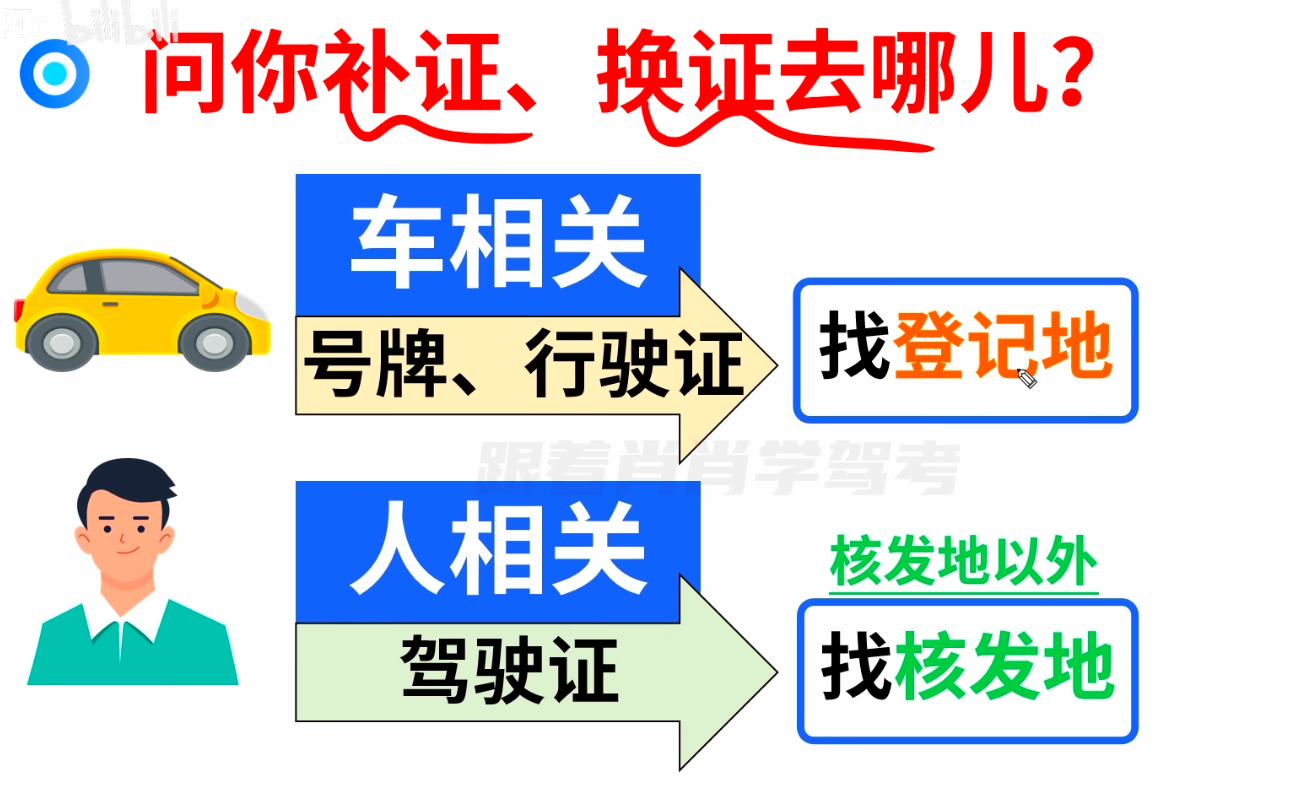 bilibili
问你补证、换证去哪儿？
车相关
号牌、行驶证
找登记地
跟着肖肖学驾考
人相关
核发地以外
驾驶证
找核发地